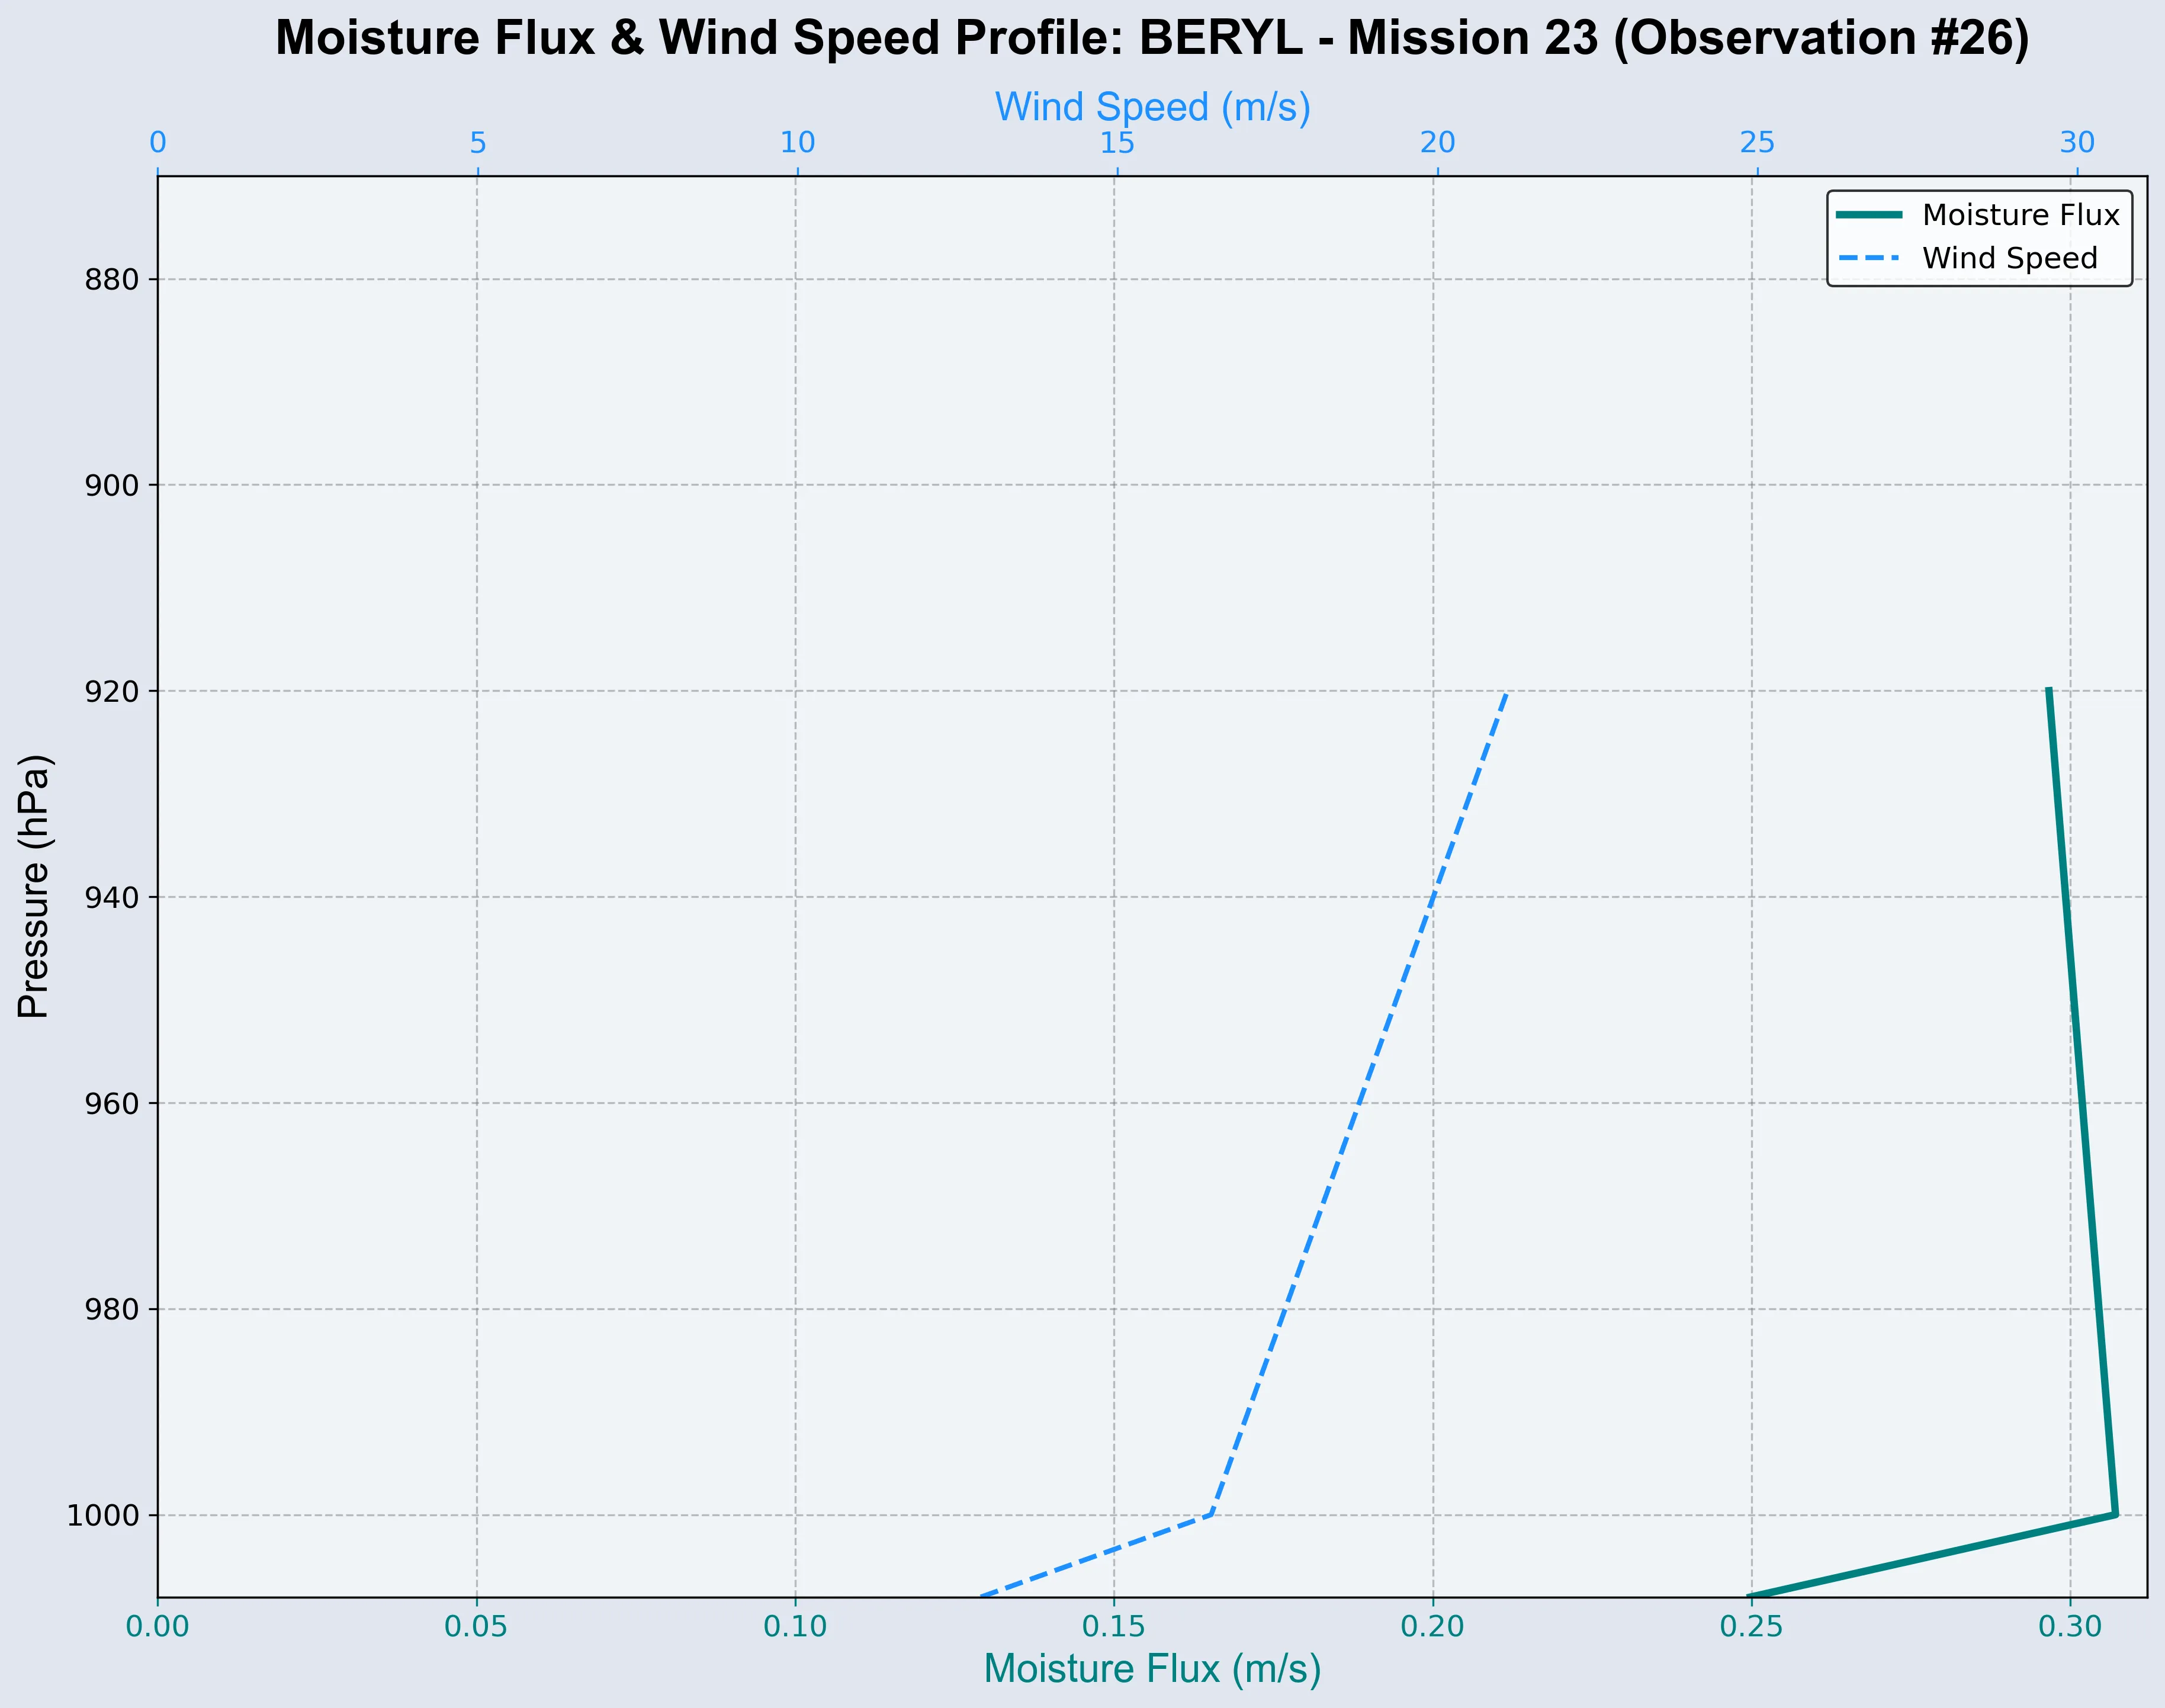 Moisture Flux & Wind Speed Profile: BERYL - Mission 23 (Observation #26)
Wind Speed (m/s)
0 5 10 15 20 25 30
Moisture Flux
Wind Speed
880
900
920
940
960
980
1000
Pressure (hPa)
0.00 0.05 0.10 0.15 0.20 0.25 0.30
Moisture Flux (m/s)